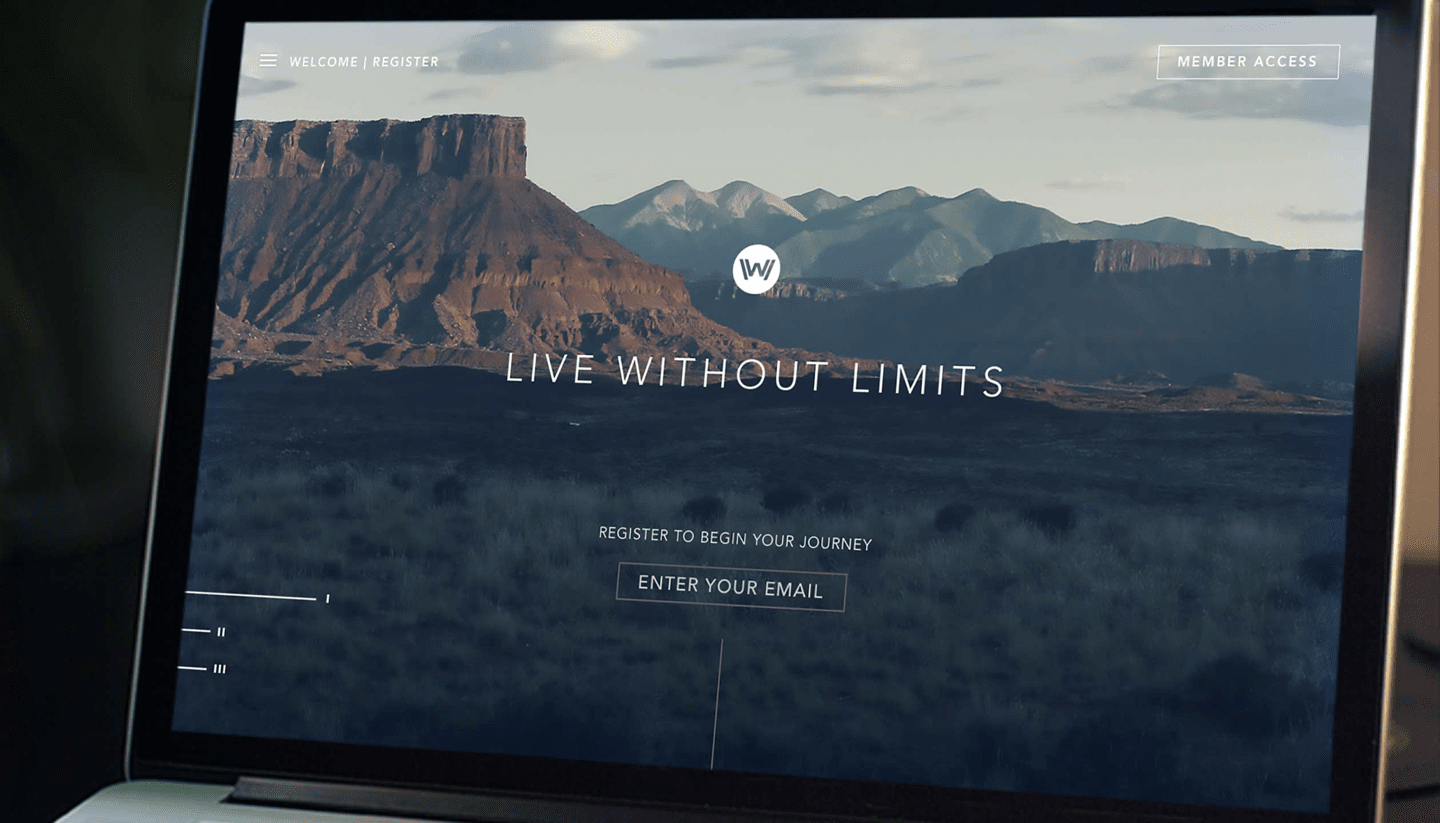 WELCOME | REGISTER
MEMBER ACCESS
W
LIVE WITHOUT LIMITS
REGISTER TO BEGIN YOUR JOURNEY
ENTER YOUR EMAIL
I
II
III